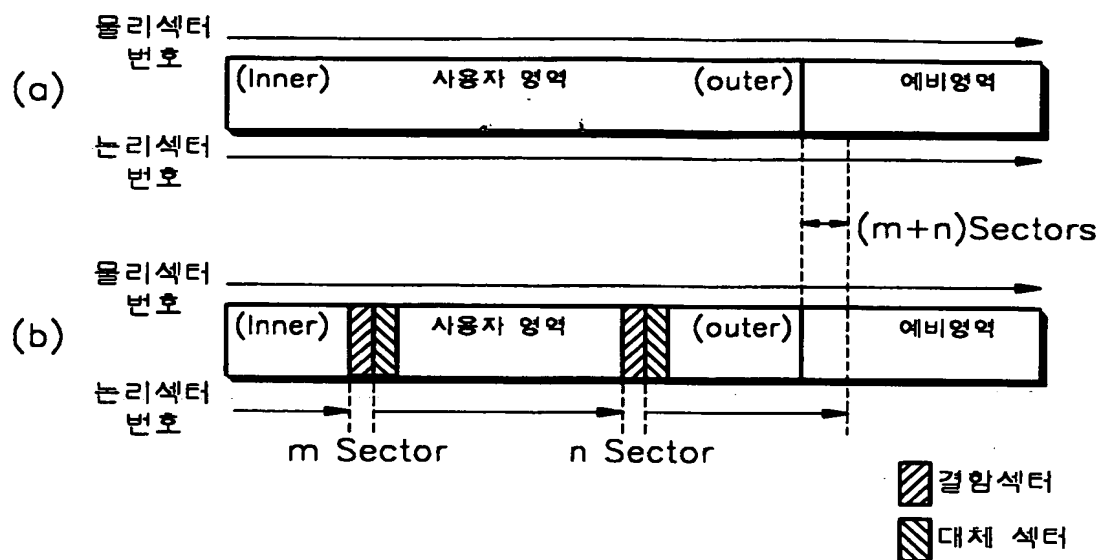 물리섹터
번호
(a)
(Inner)
사용자 영역
(outer)
예비영역
논리섹터
번호
(m+n)Sectors
물리섹터
번호
(b)
(Inner)
사용자 영역
(outer)
예비영역
논리섹터
번호
m Sector
n Sector
결함섹터
대체 섹터